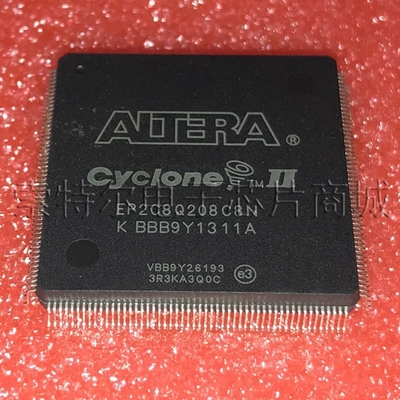 ALTERA®
Cyclone™ II
EP2C8Q208C8N
K BBB9Y1311A
VBB9Y26193
3R3KA3Q0C
e3